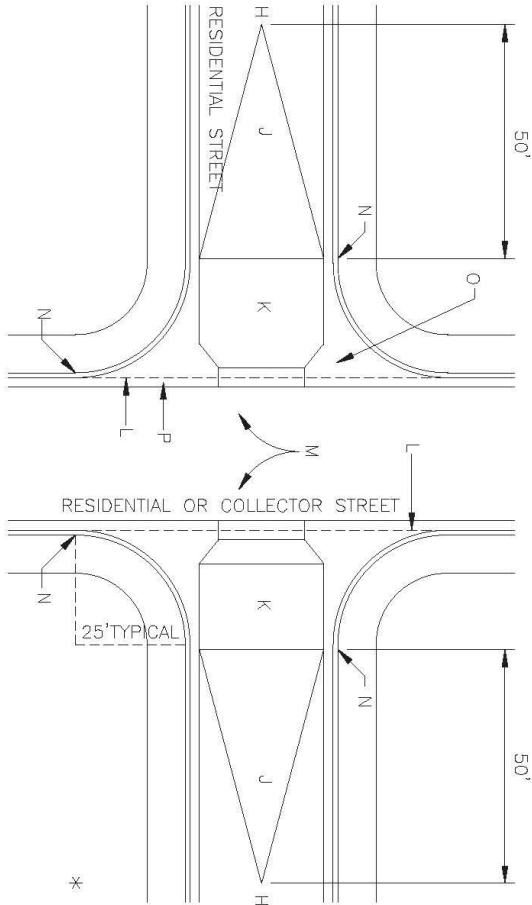 H
RESIDENTIAL STREET
J
50'
N
K
O
N
L
P
M
L
RESIDENTIAL OR COLLECTOR STREET
N
K
25'TYPICAL
N
J
50'
*
H